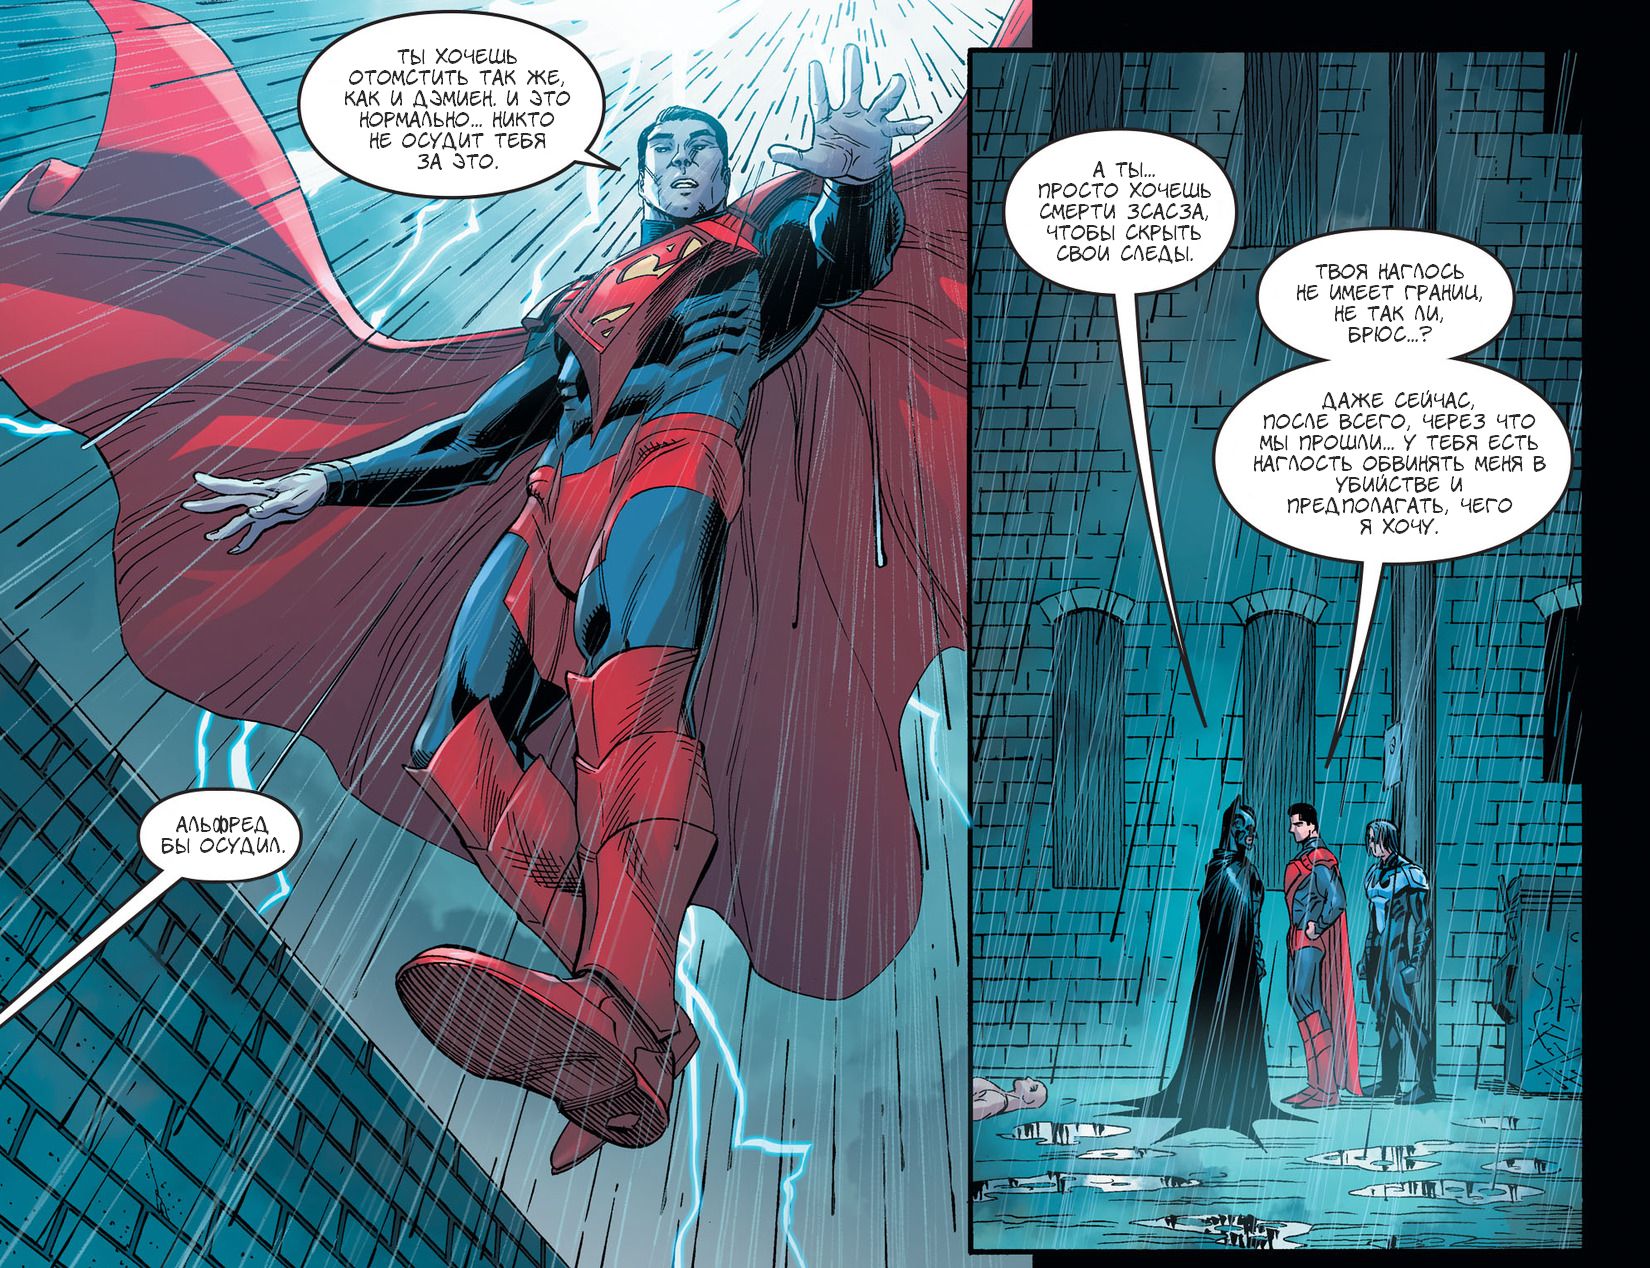 ТЫ ХОЧЕШЬ
ОТОМСТИТЬ ТАК ЖЕ,
КАК И ДЭМИЕН. И ЭТО
НОРМАЛЬНО... НИКТО
НЕ ОСУДИТ ТЕБЯ
ЗА ЭТО.
АЛЬФРЕД
БЫ ОСУДИЛ.
А ТЫ...
ПРОСТО ХОЧЕШЬ
СМЕРТИ ЗСАСЗА,
ЧТОБЫ СКРЫТЬ
СВОИ СЛЕДЫ.
ТВОЯ НАГЛОСЬ
НЕ ИМЕЕТ ГРАНИЦ,
НЕ ТАК ЛИ,
БРЮС...?
ДАЖЕ СЕЙЧАС,
ПОСЛЕ ВСЕГО, ЧЕРЕЗ ЧТО
МЫ ПРОШЛИ... У ТЕБЯ ЕСТЬ
НАГЛОСТЬ ОБВИНЯТЬ МЕНЯ В
УБИЙСТВЕ И
ПРЕДПОЛАГАТЬ, ЧЕГО
Я ХОЧУ.